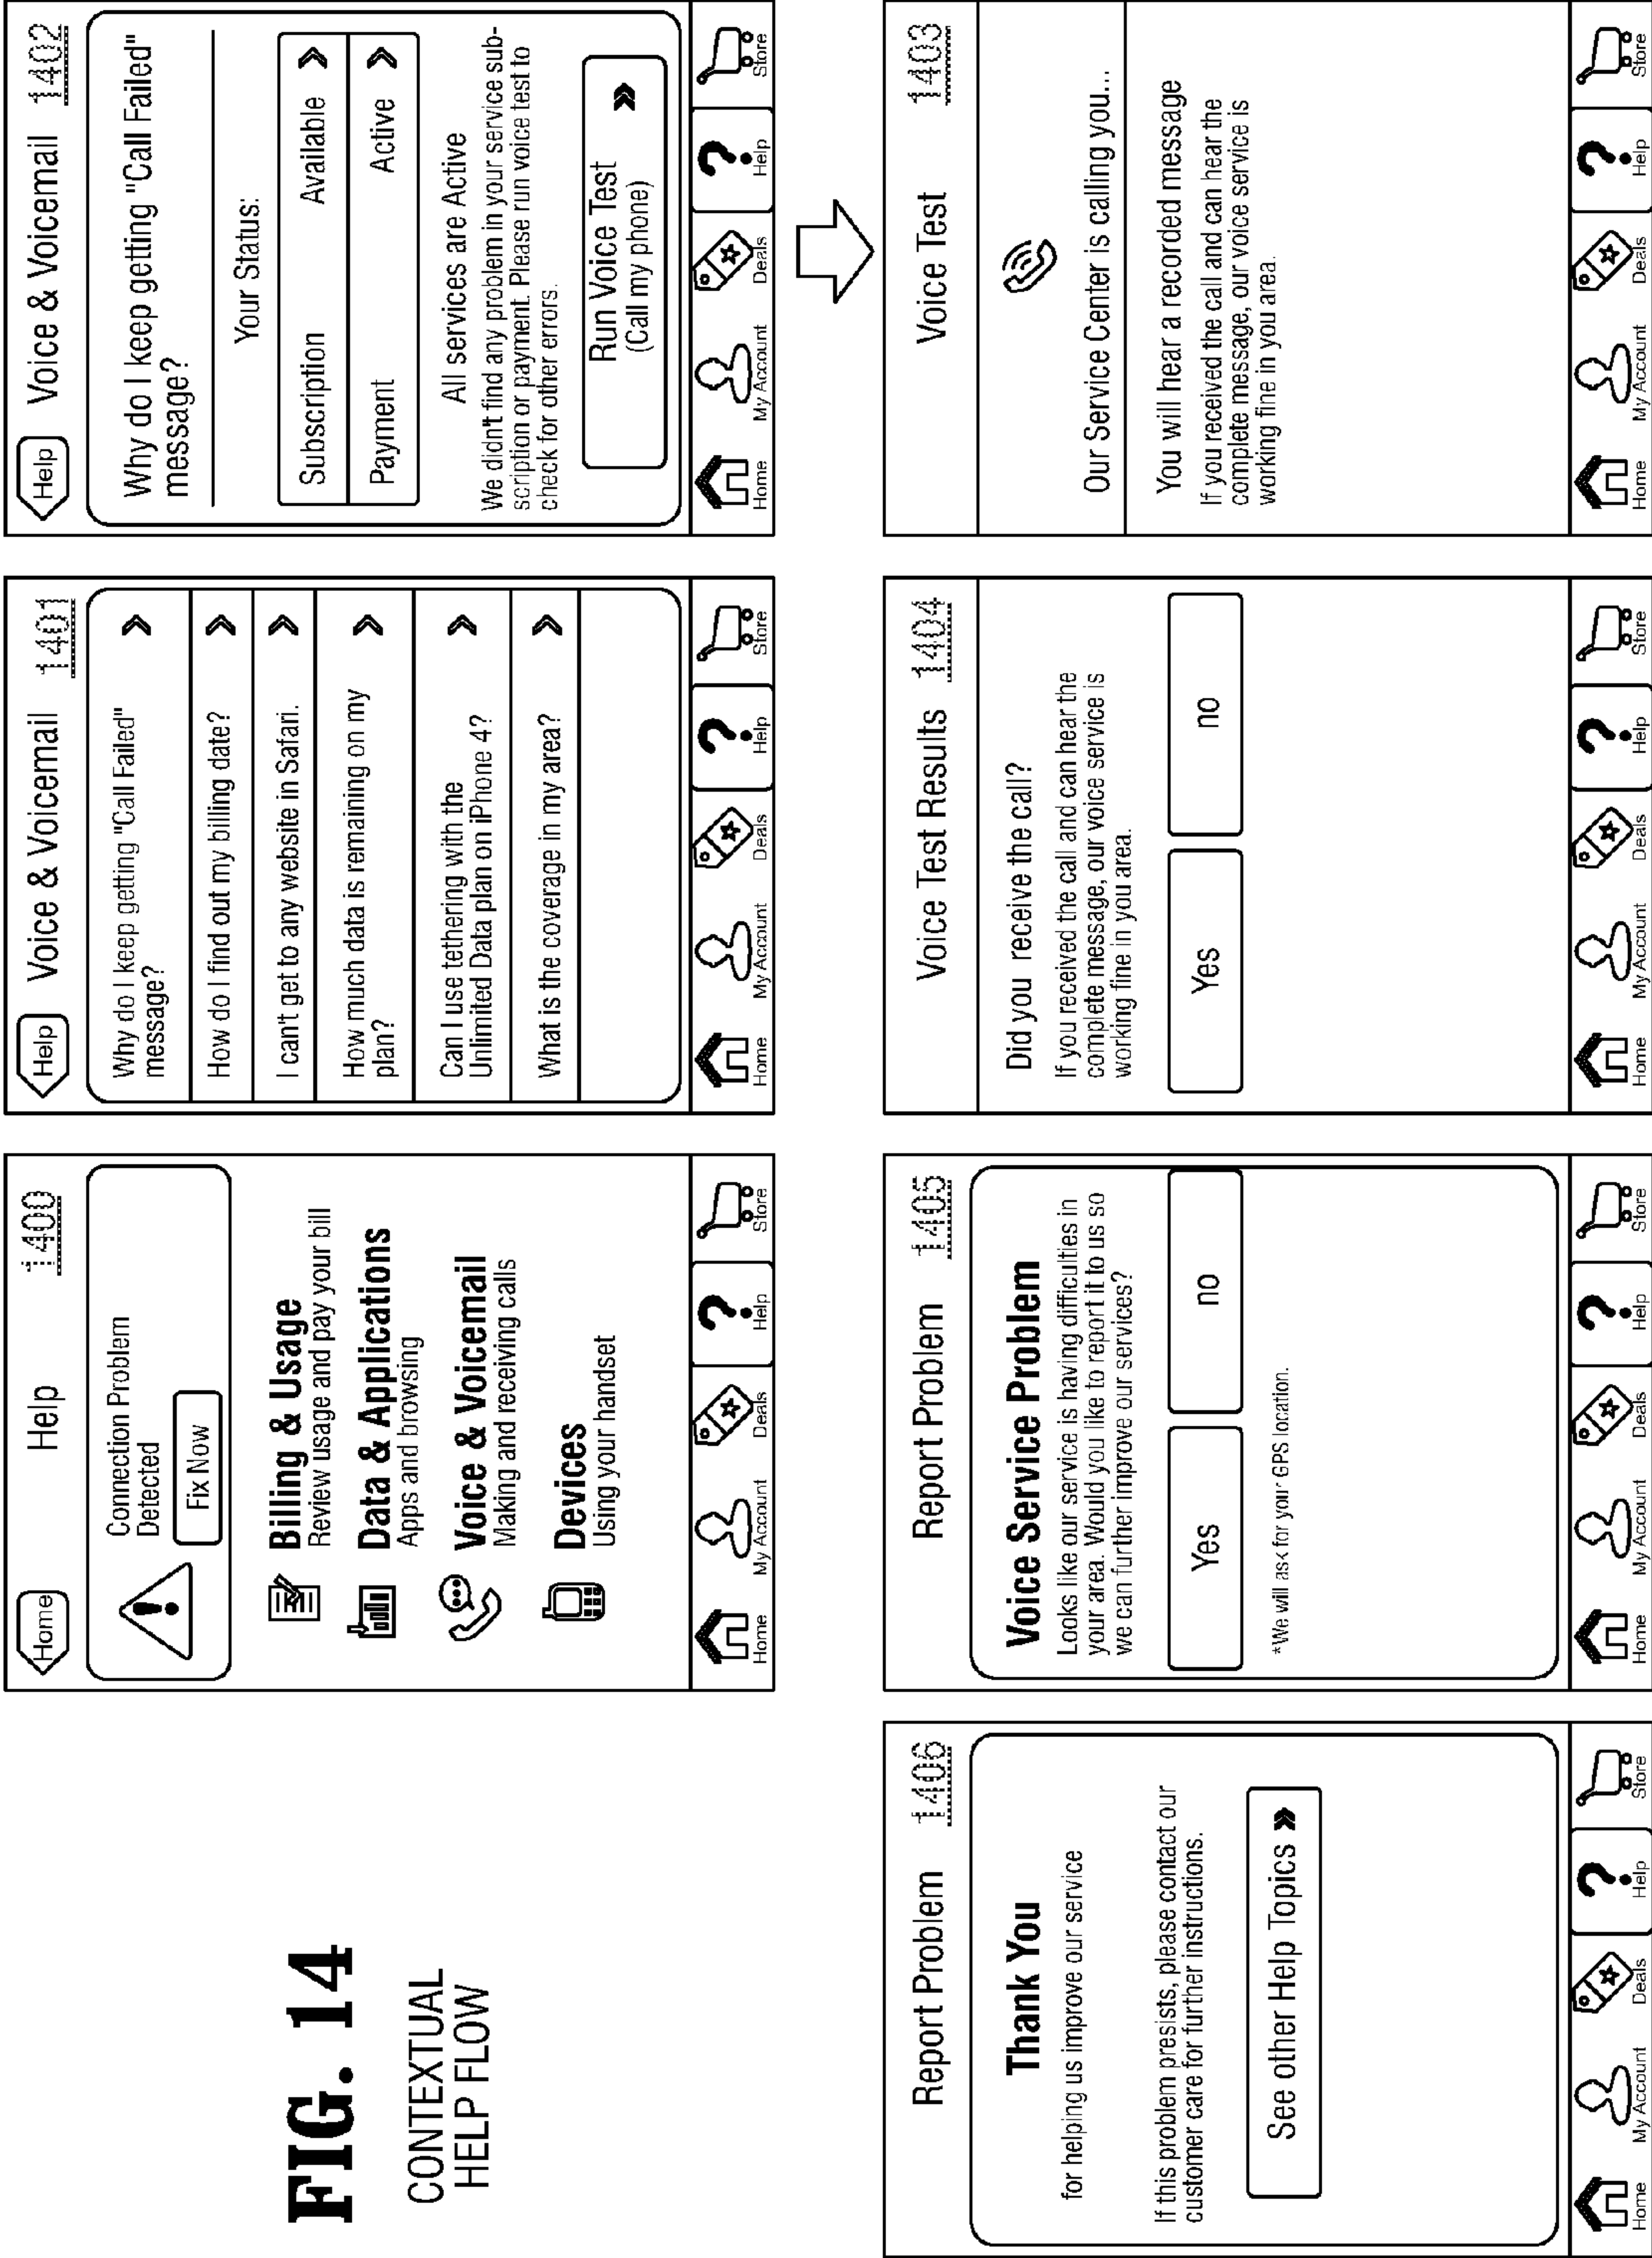 FIG. 14
CONTEXTUAL
HELP FLOW
Home
Help
1400
Connection Problem
Detected
Fix Now
Billing & Usage
Review usage and pay your bill
Data & Applications
Apps and browsing
Voice & Voicemail
Making and receiving calls
Devices
Using your handset
Home
My Account
Deals
Help
Store
Help
Voice & Voicemail
1401
Why do I keep getting "Call Failed"
message?
How do I find out my billing date?
I can't get to any website in Safari.
How much data is remaining on my
plan?
Can I use tethering with the
Unlimited Data plan on iPhone 4?
What is the coverage in my area?
Home
My Account
Deals
Help
Store
Help
Voice & Voicemail
1402
Why do I keep getting "Call Failed"
message?
Your Status:
Subscription Available
Payment Active
All services are Active
We didn't find any problem in your service sub-
scription or payment. Please run voice test to
check for other errors.
Run Voice Test
(Call my phone)
Home
My Account
Deals
Help
Store
Voice Test
1403
Our Service Center is calling you...
You will hear a recorded message
If you received the call and can hear the
complete message, our voice service is
working fine in you area.
Home
My Account
Deals
Help
Store
Voice Test Results
1404
Did you receive the call?
If you received the call and can hear the
complete message, our voice service is
working fine in you area.
Yes
no
Home
My Account
Deals
Help
Store
Report Problem
1405
Voice Service Problem
Looks like our service is having difficulties in
your area. Would you like to report it to us so
we can further improve our services?
Yes
no
*We will ask for your GPS location.
Home
My Account
Deals
Help
Store
Report Problem
1406
Thank You
for helping us improve our service
If this problem presists, please contact our
customer care for further instructions.
See other Help Topics
Home
My Account
Deals
Help
Store